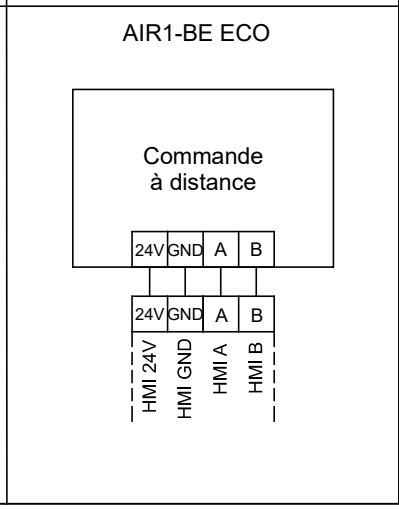 AIR1-BE ECO
Commande
à distance
24V GND A B
24V GND A B
HMI 24V
HMI GND
HMI A
HMI B